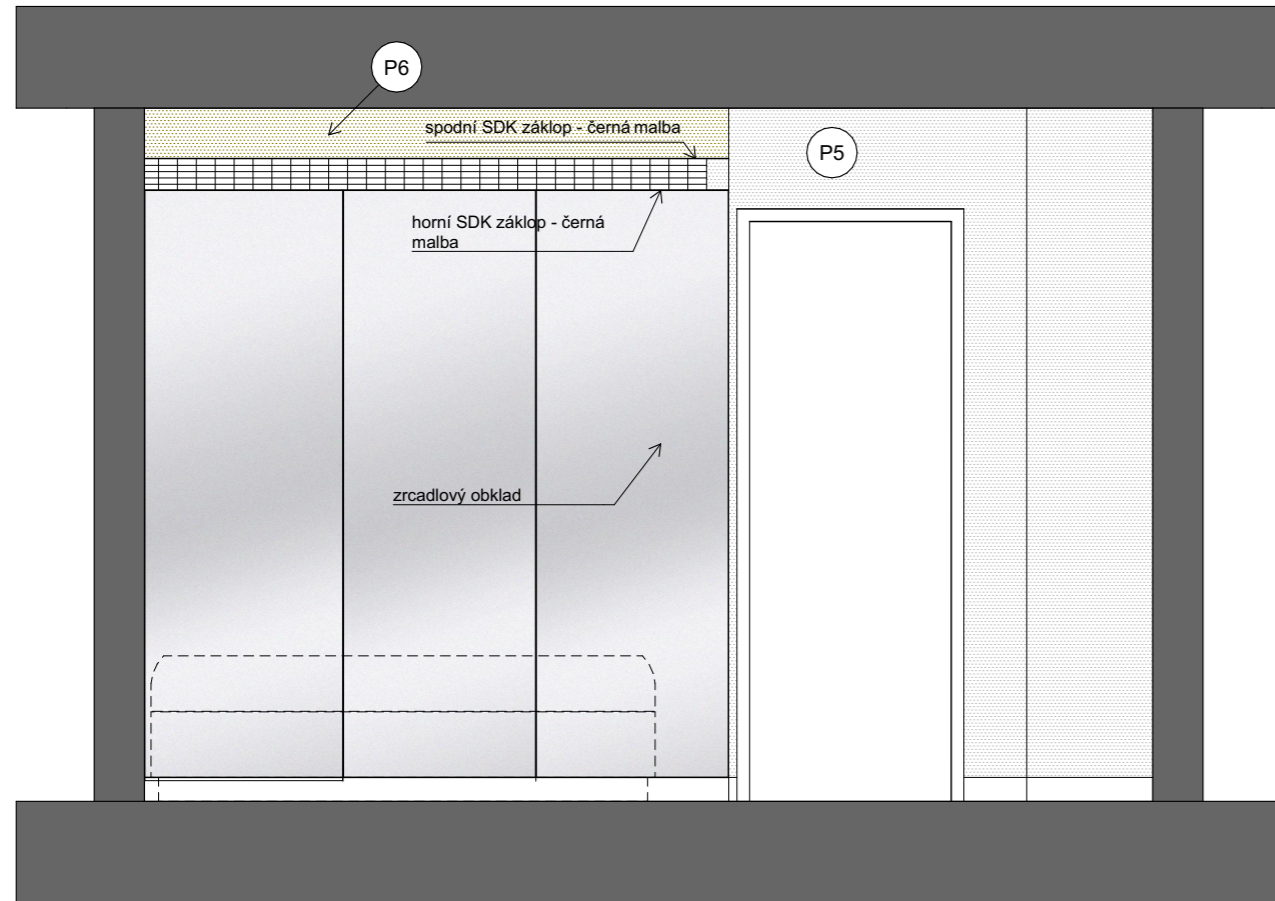 P6
spodní SDK záklop - černá malba
P5
horní SDK záklop - černá
malba
zrcadlový obklad